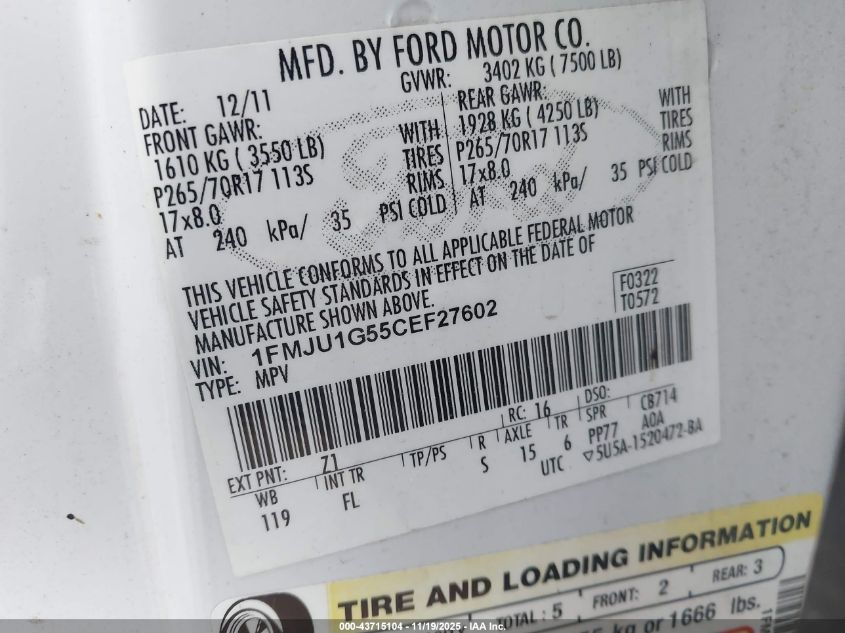 MFD. BY FORD MOTOR CO.
DATE: 12/11 GVWR: 3402 KG ( 7500 LB)
FRONT GAWR: REAR GAWR:
1610 KG ( 3550 LB) WITH 1928 KG ( 4250 LB) WITH
P265/70R17 113S TIRES P265/70R17 113S TIRES
17x8.0 RIMS 17x8.0 RIMS
AT 240 kPa/ 35 PSI COLD AT 240 kPa/ 35 PSI COLD
THIS VEHICLE CONFORMS TO ALL APPLICABLE FEDERAL MOTOR
VEHICLE SAFETY STANDARDS IN EFFECT ON THE DATE OF
MANUFACTURE SHOWN ABOVE.
VIN: 1FMJU1G55CEF27602
TYPE: MPV
F0322
T0572
EXT PNT: Z1 RC: 16 DSO:
WB INT TR TP/PS R AXLE TR SPR CB714
119 FL S 15 6 PP77 A0A
UTC ▽5U5A-1520472-BA
TIRE AND LOADING INFORMATION
TOTAL : 5 FRONT: 2 REAR: 3
kg or 1666 lbs.
000-43715104 - 11/19/2025 - IAA Inc.